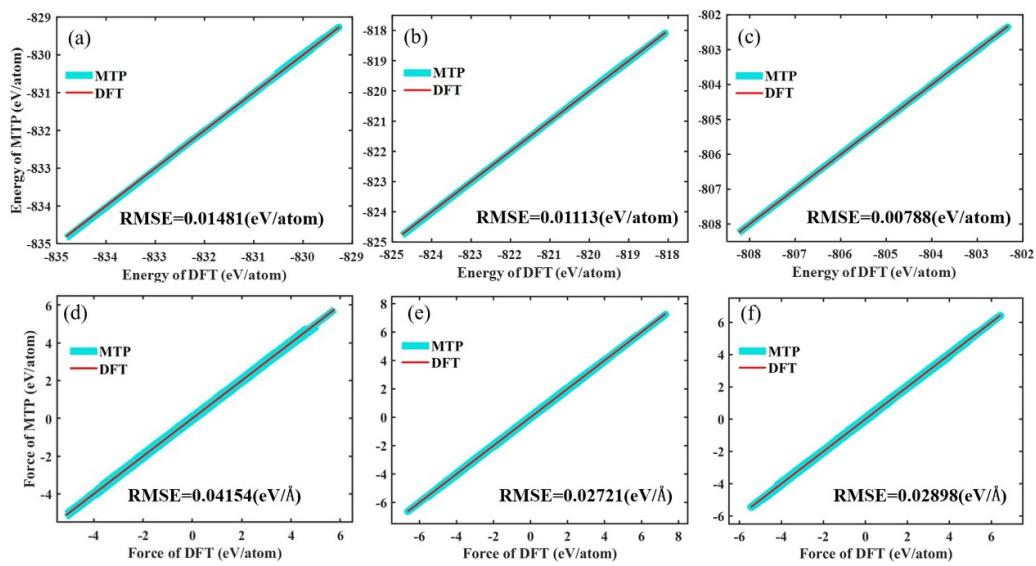 (a)
MTP
DFT
RMSE=0.01481(eV/atom)
Energy of MTP (eV/atom)
-829
-830
-831
-832
-834
-835
-835 -834 -833 -832 -831 -830 -829
Energy of DFT (eV/atom)
(b)
MTP
DFT
RMSE=0.01113(eV/atom)
-818
-819
-820
-821
-823
-824
-825
-825 -824 -822 -821 -820 -819 -818
Energy of DFT (eV/atom)
(c)
MTP
DFT
RMSE=0.00788(eV/atom)
-802
-803
-804
-806
-807
-808
-808 -807 -806 -805 -804 -803 -802
Energy of DFT (eV/atom)
(d)
MTP
DFT
RMSE=0.04154(eV/Å)
Force of MTP (eV/atom)
6
4
2
0
-2
-4
-4 -2 0 2 4 6
Force of DFT (eV/atom)
(e)
MTP
DFT
RMSE=0.02721(eV/Å)
8
7
4
2
0
-2
-4
-6
-6 -4 -2 0 2 4 7 8
Force of DFT (eV/atom)
(f)
MTP
DFT
RMSE=0.02898(eV/Å)
6
4
2
0
-2
-4
-6
-6 -4 -2 0 2 4 6
Force of DFT (eV/atom)